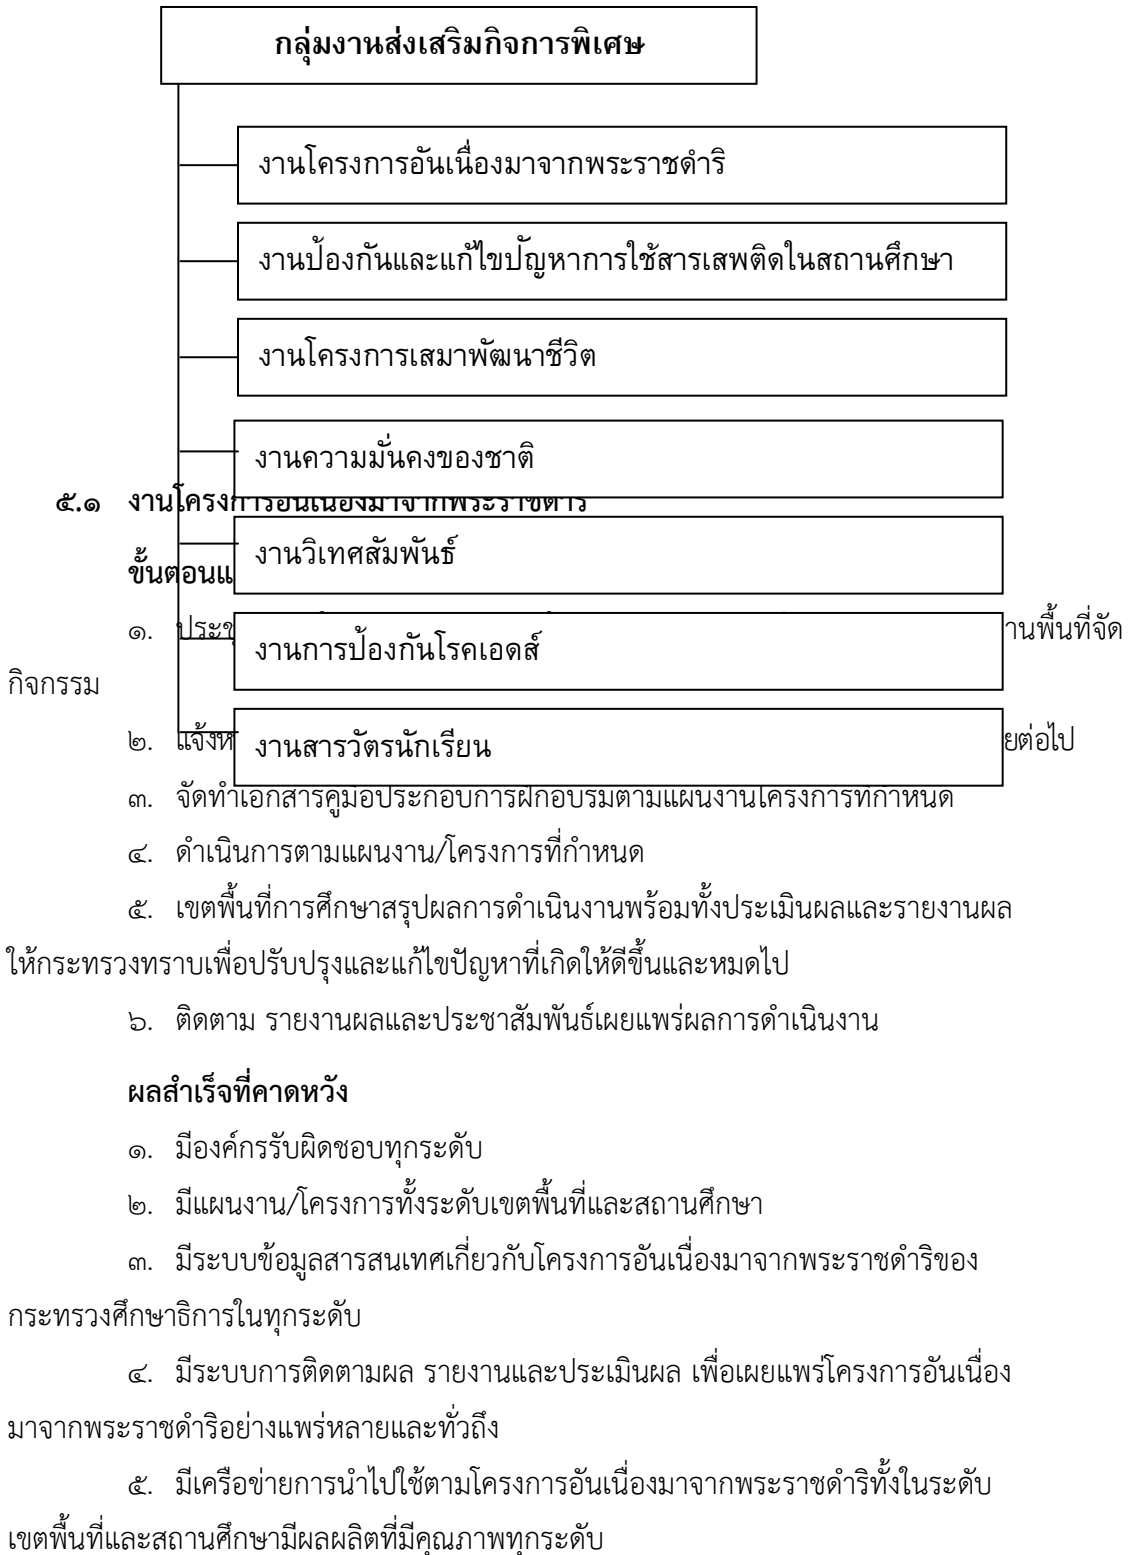 กลุ่มงานส่งเสริมกิจการพิเศษ
งานโครงการอันเนื่องมาจากพระราชดำริ
งานป้องกันและแก้ไขปัญหาการใช้สารเสพติดในสถานศึกษา
งานโครงการเสมาพัฒนาชีวิต
งานความมั่นคงของชาติ
๕.๑ งานโครงการอันเนื่องมาจากพระราชดำริ
งานวิเทศสัมพันธ์
ขั้นตอนแ
๑. ประชุ
งานการป้องกันโรคเอดส์
านพื้นที่จัด
กิจกรรม
๒. แจ้งห
งานสารวัตรนักเรียน
ยต่อไป
๓. จัดทำเอกสารคู่มือประกอบการฝึกอบรมตามแผนงานโครงการที่กำหนด
๔. ดำเนินการตามแผนงาน/โครงการที่กำหนด
๕. เขตพื้นที่การศึกษาสรุปผลการดำเนินงานพร้อมทั้งประเมินผลและรายงานผล
ให้กระทรวงทราบเพื่อปรับปรุงและแก้ไขปัญหาที่เกิดให้ดีขึ้นและหมดไป
๖. ติดตาม รายงานผลและประชาสัมพันธ์เผยแพร่ผลการดำเนินงาน
ผลสำเร็จที่คาดหวัง
๑. มีองค์กรรับผิดชอบทุกระดับ
๒. มีแผนงาน/โครงการทั้งระดับเขตพื้นที่และสถานศึกษา
๓. มีระบบข้อมูลสารสนเทศเกี่ยวกับโครงการอันเนื่องมาจากพระราชดำริของ
กระทรวงศึกษาธิการในทุกระดับ
๔. มีระบบการติดตามผล รายงานและประเมินผล เพื่อเผยแพร่โครงการอันเนื่อง
มาจากพระราชดำริอย่างแพร่หลายและทั่วถึง
๕. มีเครือข่ายการนำไปใช้ตามโครงการอันเนื่องมาจากพระราชดำริทั้งในระดับ
เขตพื้นที่และสถานศึกษามีผลผลิตที่มีคุณภาพทุกระดับ